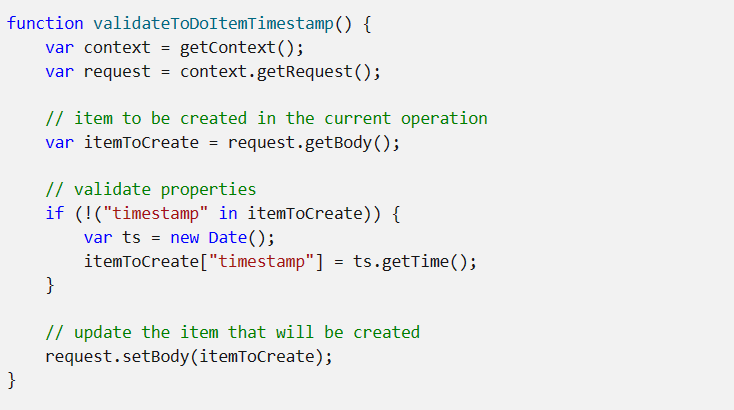 function validateToDoItemTimestamp() {
    var context = getContext();
    var request = context.getRequest();

    // item to be created in the current operation
    var itemToCreate = request.getBody();

    // validate properties
    if (!("timestamp" in itemToCreate)) {
        var ts = new Date();
        itemToCreate["timestamp"] = ts.getTime();
    }

    // update the item that will be created
    request.setBody(itemToCreate);
}